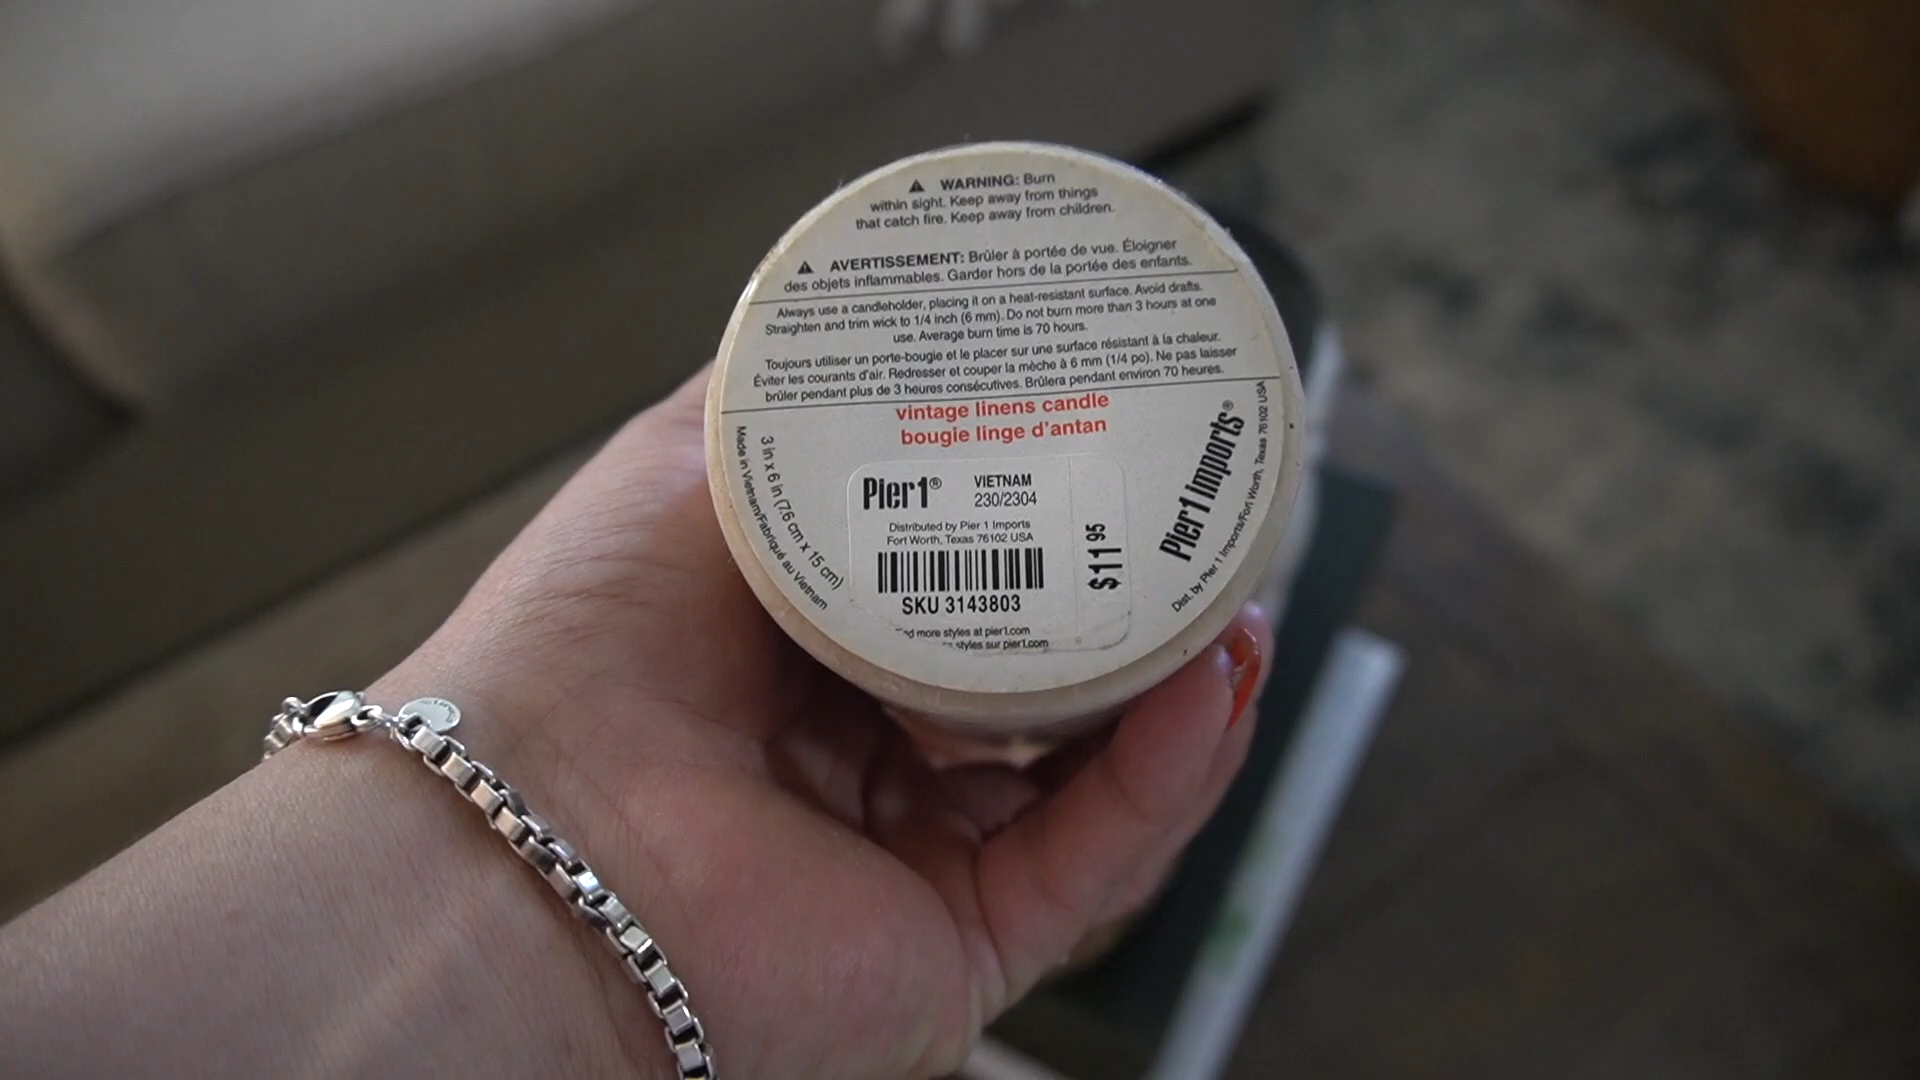 WARNING: Burn
within sight. Keep away from things
that catch fire. Keep away from children.
AVERTISSEMENT: Brûler à portée de vue. Éloigner
des objets inflammables. Garder hors de la portée des enfants.
Always use a candleholder, placing it on a heat-resistant surface. Avoid drafts.
Straighten and trim wick to 1/4 inch (6 mm). Do not burn more than 3 hours at one
use. Average burn time is 70 hours.
Toujours utiliser un porte-bougie et le placer sur une surface résistant à la chaleur.
Éviter les courants d'air. Redresser et couper la mèche à 6 mm (1/4 po). Ne pas laisser
brûler pendant plus de 3 heures consécutives. Brûlera pendant environ 70 heures.
vintage linens candle
bougie linge d'antan
3 in x 6 in (7.6 cm x 15 cm)
Made in Vietnam/Fabriqué au Vietnam
Pier1®
VIETNAM
230/2304
Distributed by Pier 1 Imports
Fort Worth, Texas 76102 USA
SKU 3143803
$11 95
more styles at pier1.com
styles sur pier1.com
Pier1 imports®
Dist. by Pier 1 Imports/Fort Worth, Texas 76102 USA